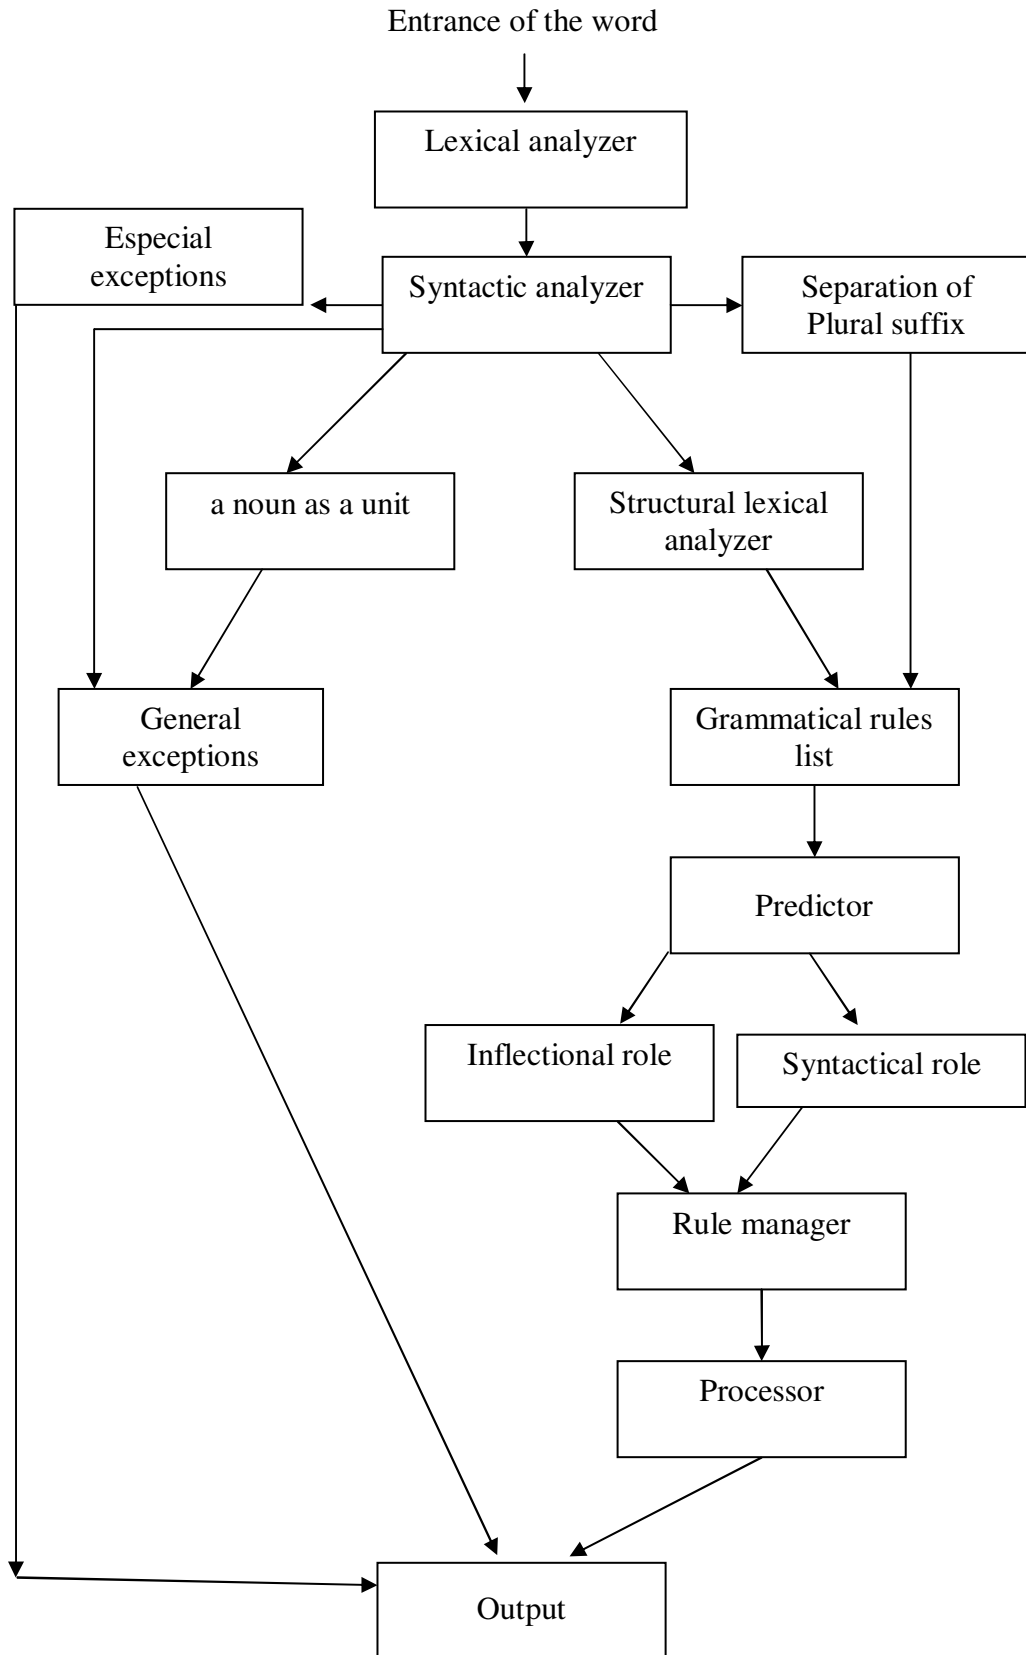 Entrance of the word
Lexical analyzer
Especial
exceptions
Syntactic analyzer
Separation of
Plural suffix
a noun as a unit
Structural lexical
analyzer
General
exceptions
Grammatical rules
list
Predictor
Inflectional role
Syntactical role
Rule manager
Processor
Output